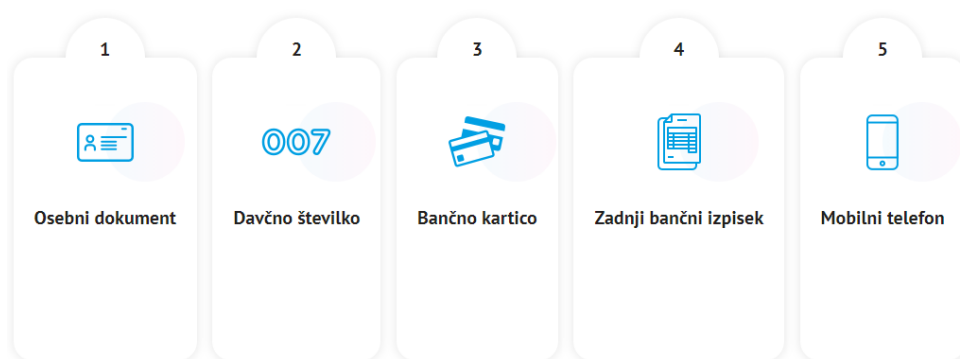 1
2
3
4
5
007
Osebni dokument
Davčno številko
Bančno kartico
Zadnji bančni izpisek
Mobilni telefon